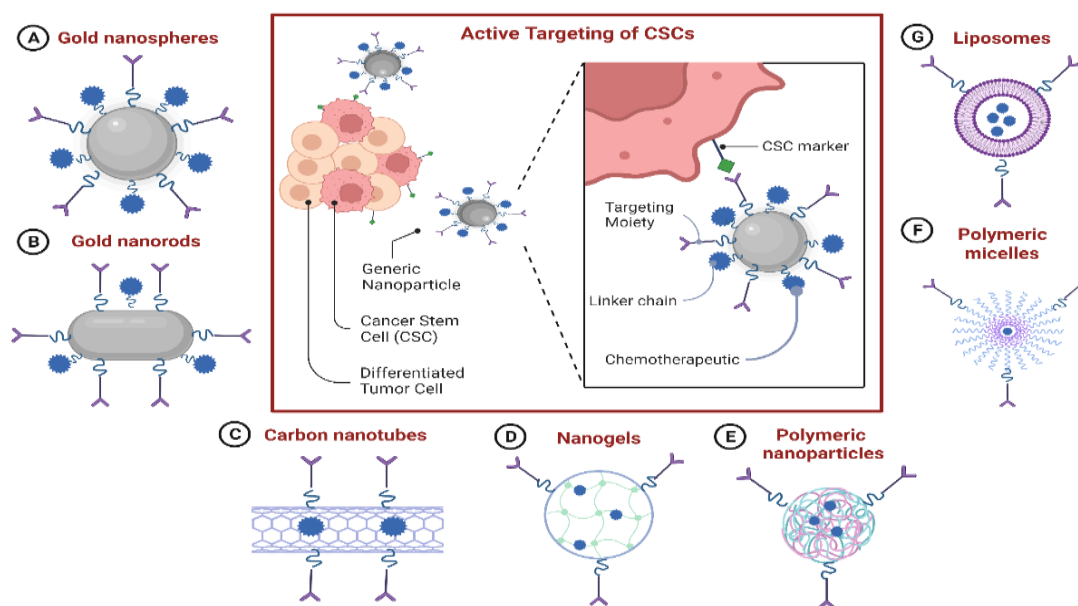 A Gold nanospheres
B Gold nanorods
Active Targeting of CSCs
Generic
Nanoparticle
Cancer Stem
Cell (CSC)
Differentiated
Tumor Cell
CSC marker
Targeting
Moiety
Linker chain
Chemotherapeutic
G Liposomes
F Polymeric
micelles
C Carbon nanotubes
D Nanogels
E Polymeric
nanoparticles